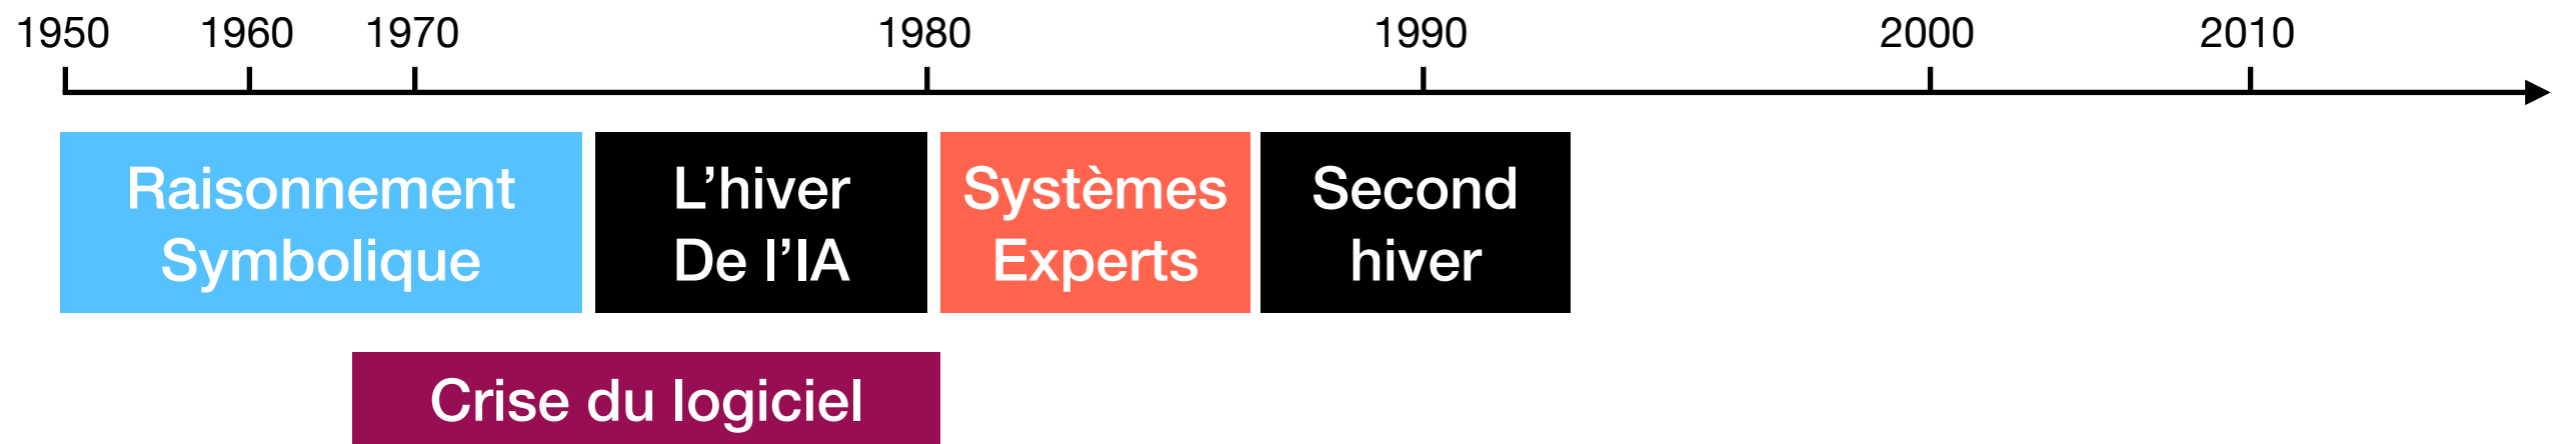 1950 1960 1970 1980 1990 2000 2010
Raisonnement
Symbolique
L’hiver
De l’IA
Systèmes
Experts
Second
hiver
Crise du logiciel